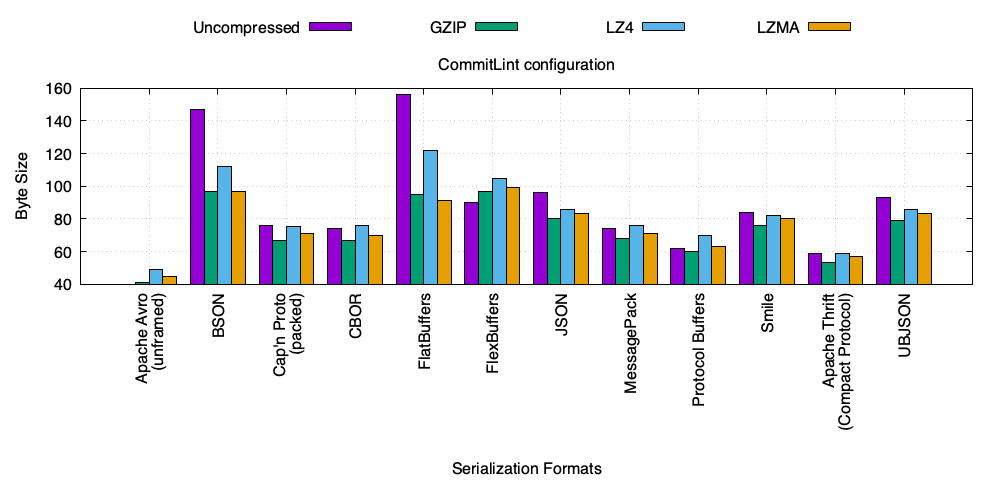 Uncompressed GZIP LZ4 LZMA
CommitLint configuration
Byte Size
160
140
120
100
80
60
40
Apache Avro
(unframed)
BSON
Cap'n Proto
(packed)
CBOR
FlatBuffers
FlexBuffers
JSON
MessagePack
Protocol Buffers
Smile
Apache Thrift
(Compact Protocol)
UBJSON
Serialization Formats